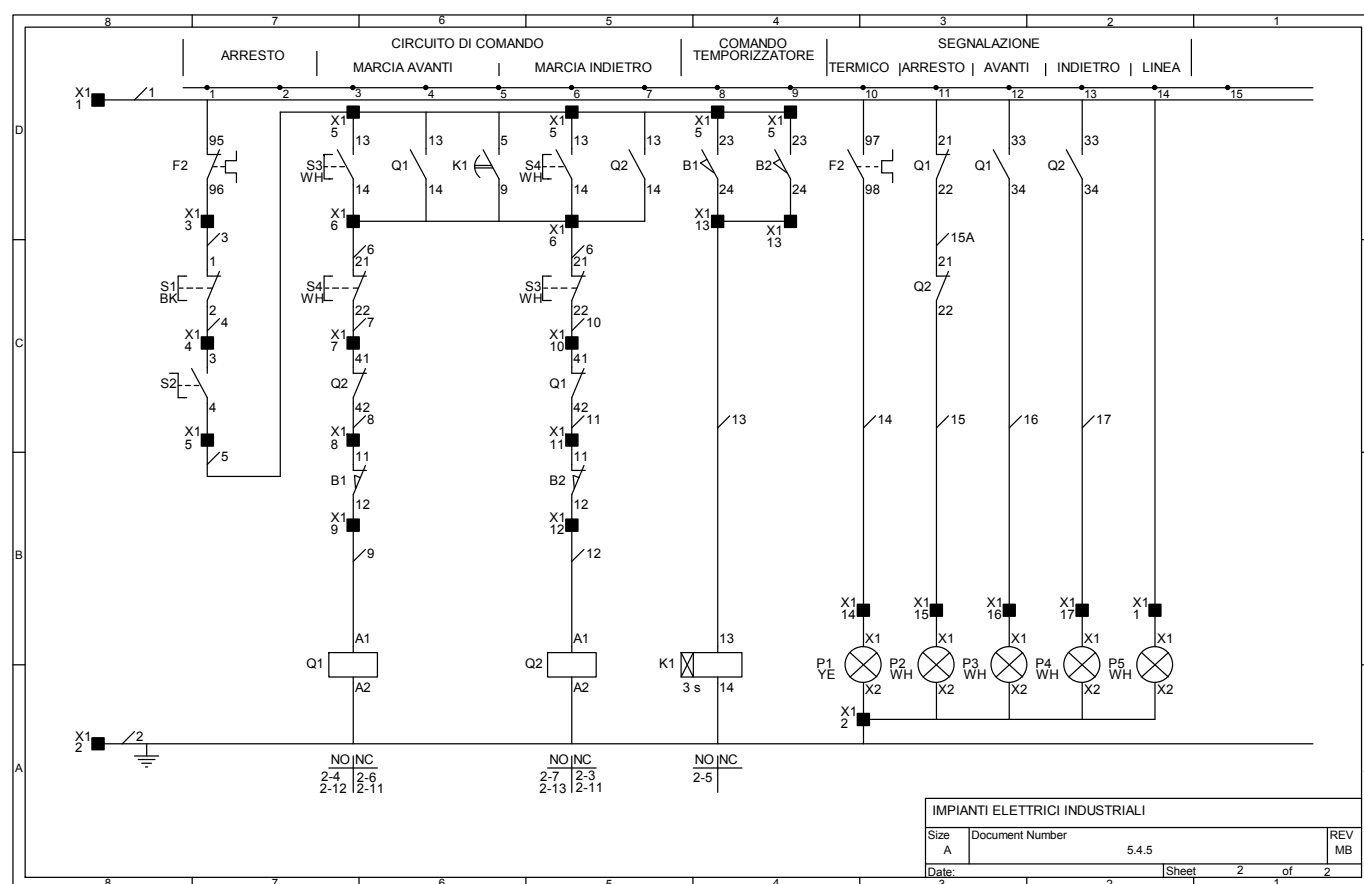 8 7 6 5 4 3 2 1
ARRESTO
CIRCUITO DI COMANDO
MARCIA AVANTI
MARCIA INDIETRO
COMANDO
TEMPORIZZATORE
SEGNALAZIONE
TERMICO ARRESTO AVANTI INDIETRO LINEA
X1
1
1
1 2 3 4 5 6 7 8 9 10 11 12 13 14 15
D
X1
5
X1
5
X1
5
X1
5
95 13 13 5 13 13 23 23 97 21 33 33
F2 S3 Q1 K1 S4 Q2 B1 B2 F2 Q1 Q1 Q2
WH WH
96 14 14 9 14 14 24 24 98 22 34 34
X1
3
X1
6
X1
6
X1
13
X1
13
3 6 6 15A
1 21 21 21
S1
BK
S4
WH
S3
WH
Q2
2 22 22 22
4 7 10
C
X1
4
X1
7
X1
10
3 41 41
S2 Q2 Q1
4 42 42
8 11 13 14 15 16 17
X1
5
X1
8
X1
11
5 11 11
B1 B2
12 12
X1
9
X1
12
B
9 12
X1
14
X1
15
X1
16
X1
17
X1
1
A1 A1 13 X1 X1 X1 X1 X1
Q1 Q2 K1
P1
YE
P2
WH
P3
WH
P4
WH
P5
WH
A2 A2 3 s 14 X2 X2 X2 X2 X2
X1
2
X1
2
2
A
NO NC NO NC NO NC
2-4 2-6 2-7 2-3 2-5
2-12 2-11 2-13 2-11
IMPIANTI ELETTRICI INDUSTRIALI
Size Document Number REV
A 5.4.5 MB
Date: Sheet 2 of 2
8 7 6 5 4 3 2 1